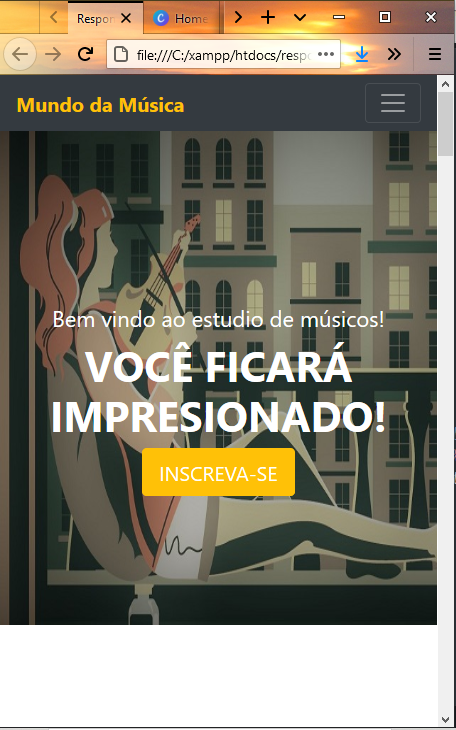 Respon
Home
file:///C:/xampp/htdocs/respo
Mundo da Música
Bem vindo ao estudio de músicos!
VOCÊ FICARÁ
IMPRESIONADO!
INSCREVA-SE